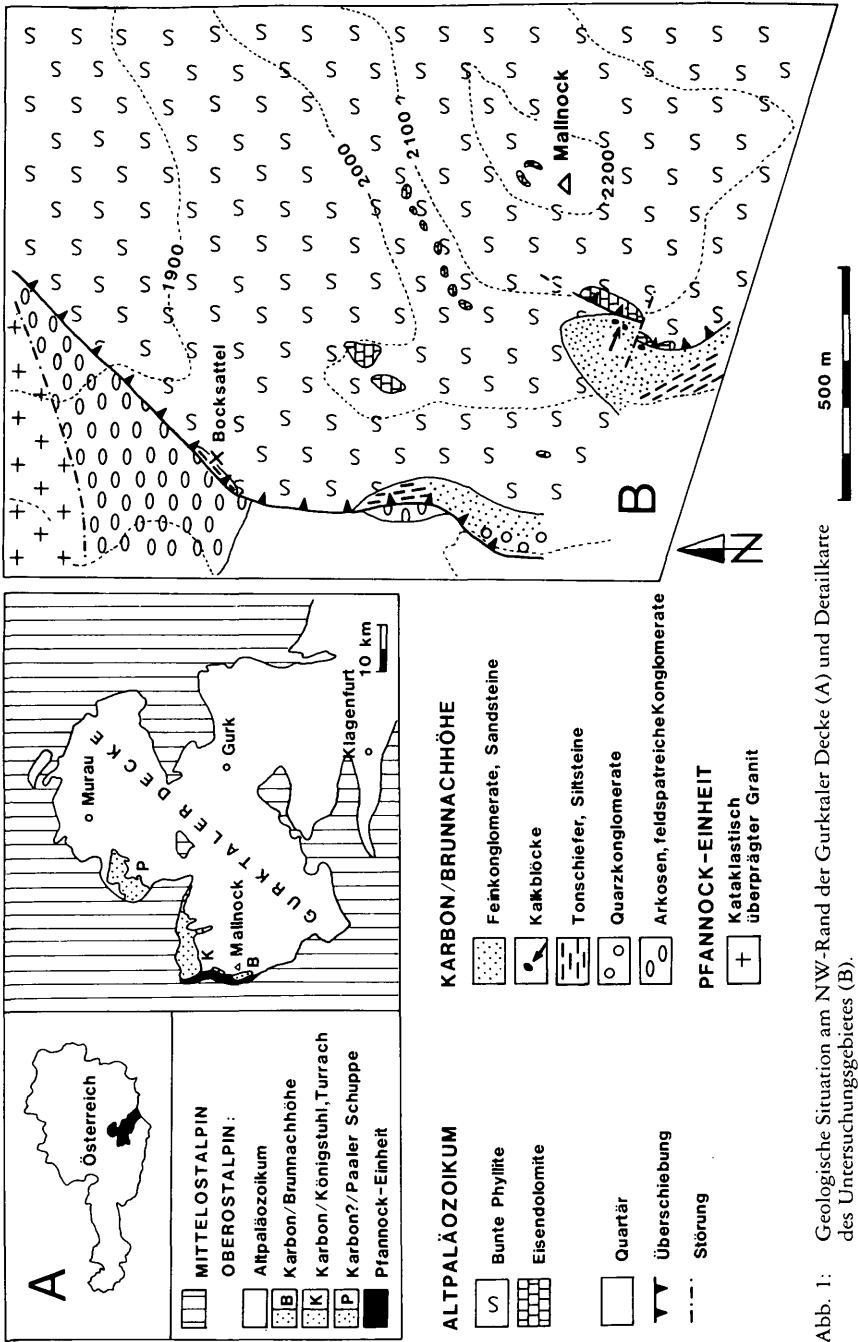 A
Österreich
MITTELOSTALPIN
OBEROSTALPIN:
Altpaläozoikum
B Karbon/Brunnachhöhe
K Karbon/Königstuhl,Turrach
P Karbon?/Paaler Schuppe
Pfannock-Einheit
Murau
P
GURKTALER DECKE
Gurk
K
Mallnock
B
Klagenfurt
10 km
ALTPALÄOZOIKUM
S Bunte Phyllite
Eisendolomite
Quartär
Überschiebung
Störung
KARBON/BRUNNACHHÖHE
Feinkonglomerate, Sandsteine
Kalkblöcke
Tonschiefer, Siltsteine
Quarzkonglomerate
Arkosen,feldspatreiche Konglomerate
PFANNOCK-EINHEIT
+ Kataklastisch
überprägter Granit
1900
2000
2100
2200
Mallnock
Bocksattel
B
N
500 m
Abb. 1: Geologische Situation am NW-Rand der Gurktaler Decke (A) und Detailkarte
des Untersuchungsgebietes (B).